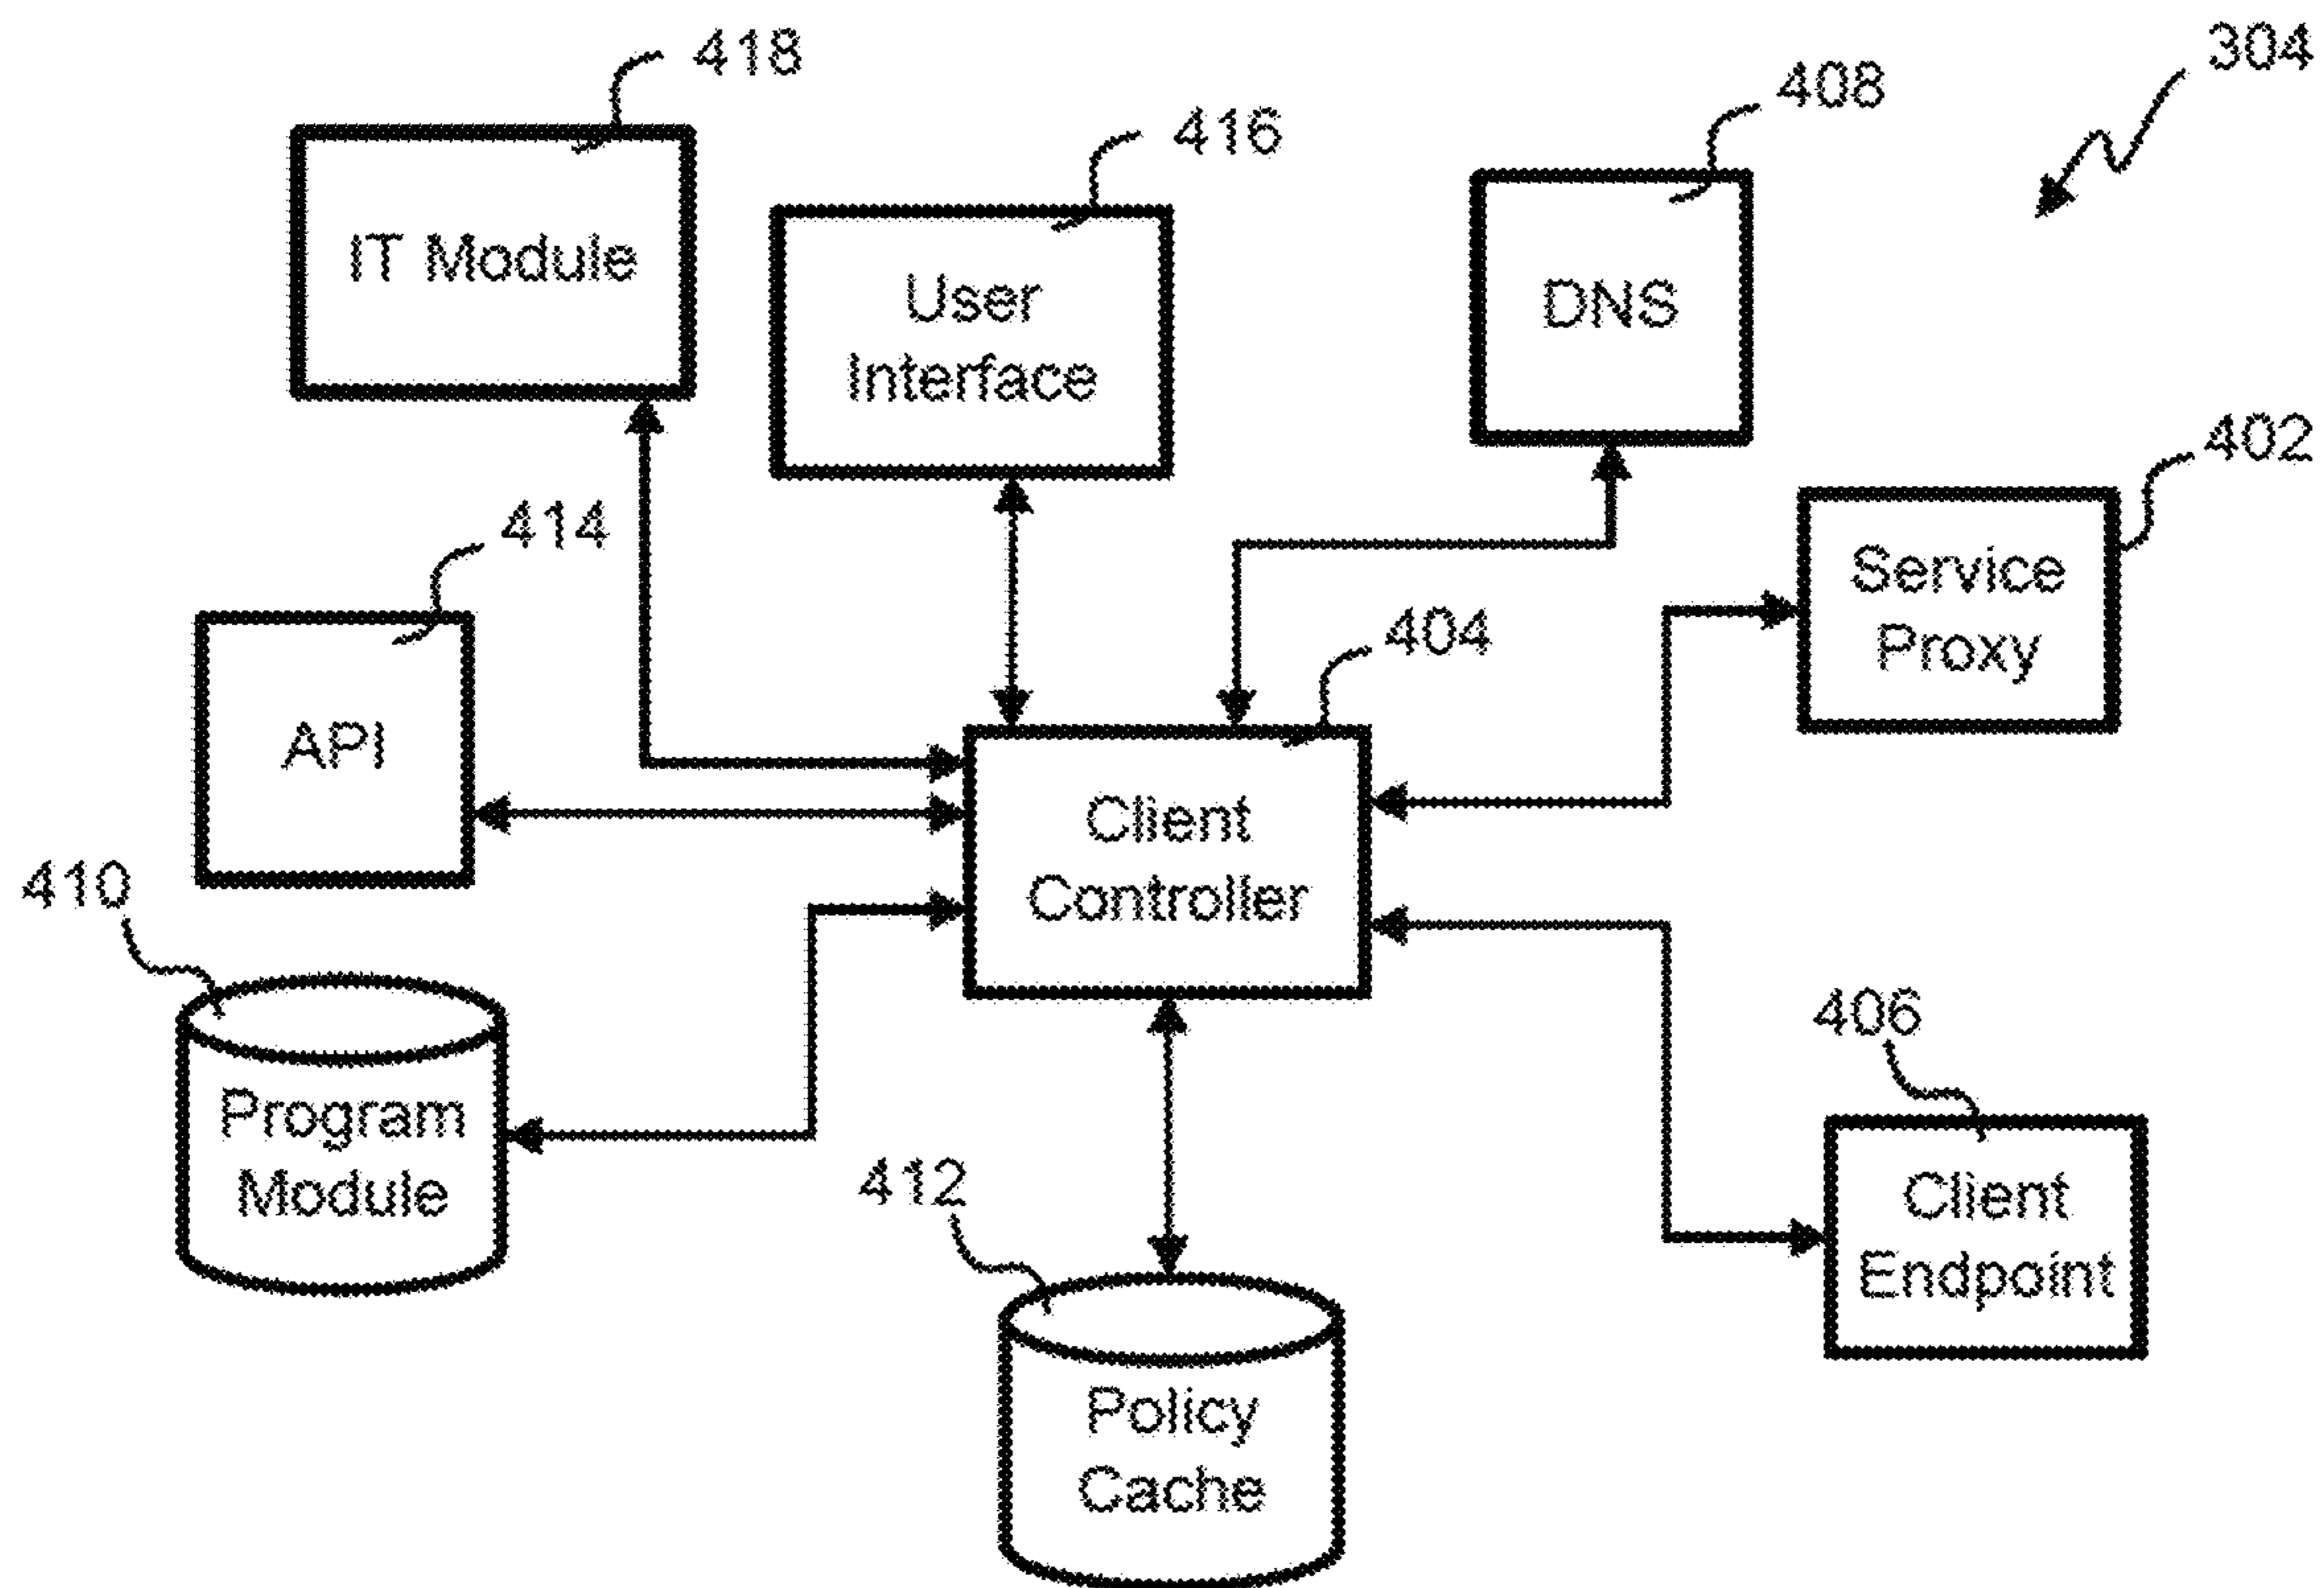 304
418
408
416
IT Module
User
Interface
DNS
402
414
Service
Proxy
404
API
Client
Controller
410
406
Program
Module
412
Client
Endpoint
Policy
Cache